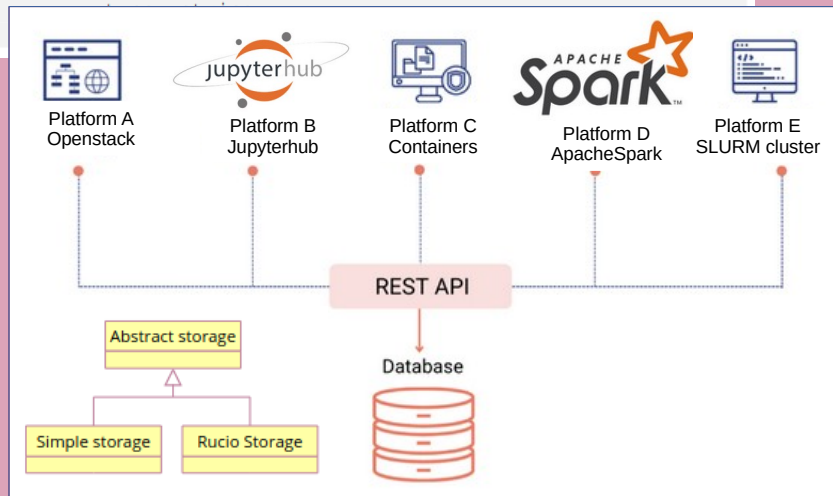 jupyterhub
APACHE
Spark
TM
Platform A
Openstack
Platform B
Jupyterhub
Platform C
Containers
Platform D
ApacheSpark
Platform E
SLURM cluster
REST API
Abstract storage
Database
Simple storage
Rucio Storage